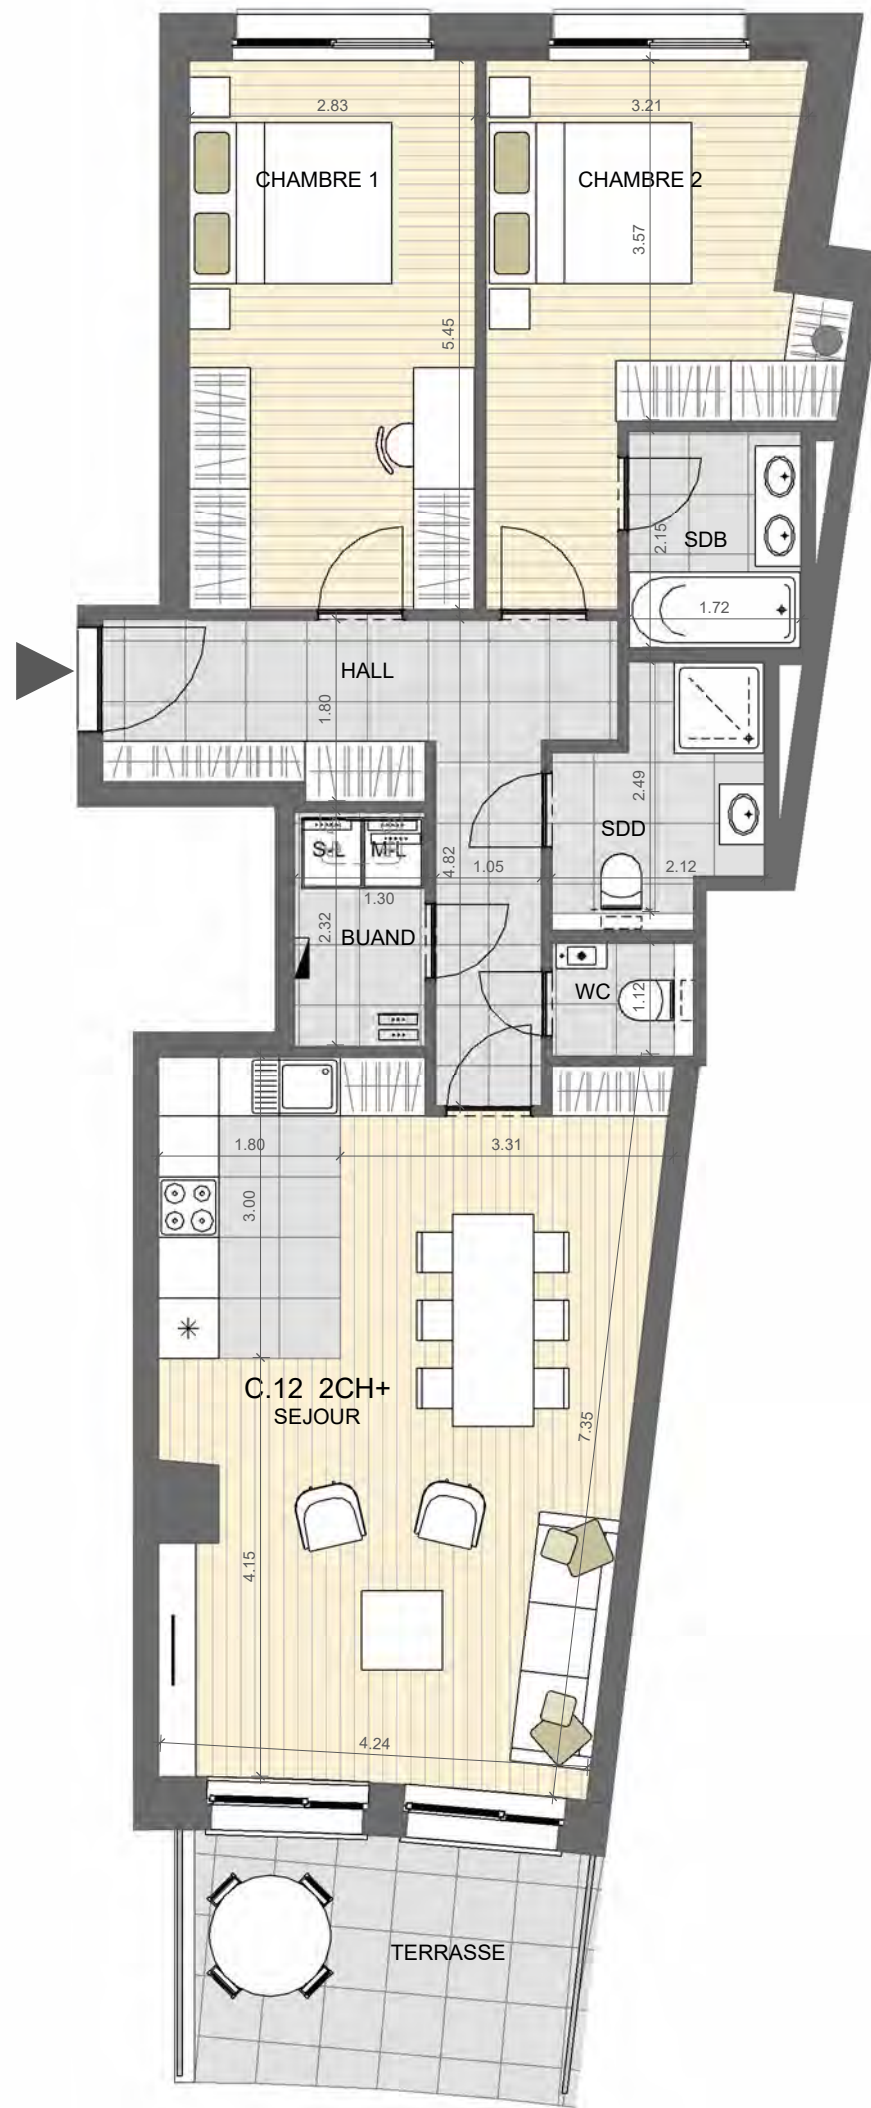 2.83
3.21
CHAMBRE 1
CHAMBRE 2
3.57
5.45
2.15
SDB
1.72
HALL
1.80
2.49
SDD
S-L
M-L
4.82
1.05
2.12
1.30
2.32
BUAND
WC
1.12
1.80
3.31
3.00
C.12 2CH+
SEJOUR
7.35
4.15
4.24
TERRASSE